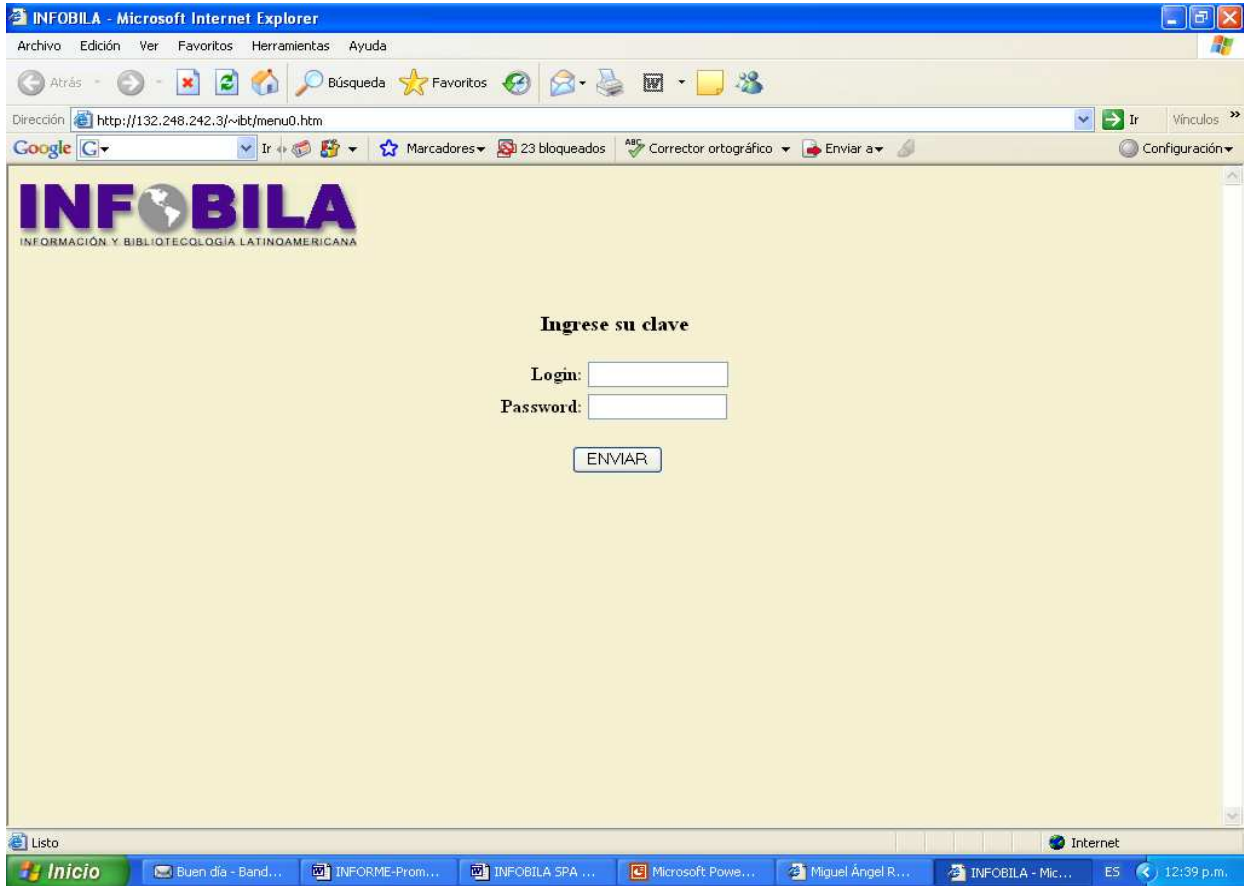 INFOBILA - Microsoft Internet Explorer
Archivo Edición Ver Favoritos Herramientas Ayuda
Atrás Búsqueda Favoritos
Dirección http://132.248.242.3/~ibt/menu0.htm Ir Vínculos »
Google G Ir Marcadores 23 bloqueados ABC Corrector ortográfico Enviar a Configuración
INFOBILA
INFORMACIÓN Y BIBLIOTECOLOGÍA LATINOAMERICANA
Ingrese su clave
Login:
Password:
ENVIAR
Listo Internet
Inicio Buen día - Band... INFORME-Prom... INFOBILA SPA ... Microsoft Powe... Miguel Ángel R... INFOBILA - Mic... ES 12:39 p.m.